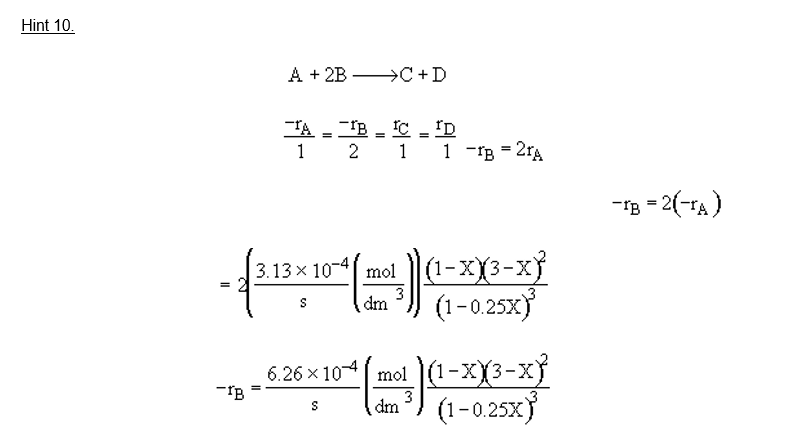 Hint 10.
A + 2B ⟶ C + D
−rA/1 = −rB/2 = rC/1 = rD/1 −rB = 2rA
−rB = 2(−rA)
= 2(3.13 × 10⁻⁴/s (mol/dm³)) (1−X)(3−X)²/(1−0.25X)³
−rB = 6.26 × 10⁻⁴/s (mol/dm³) (1−X)(3−X)²/(1−0.25X)³